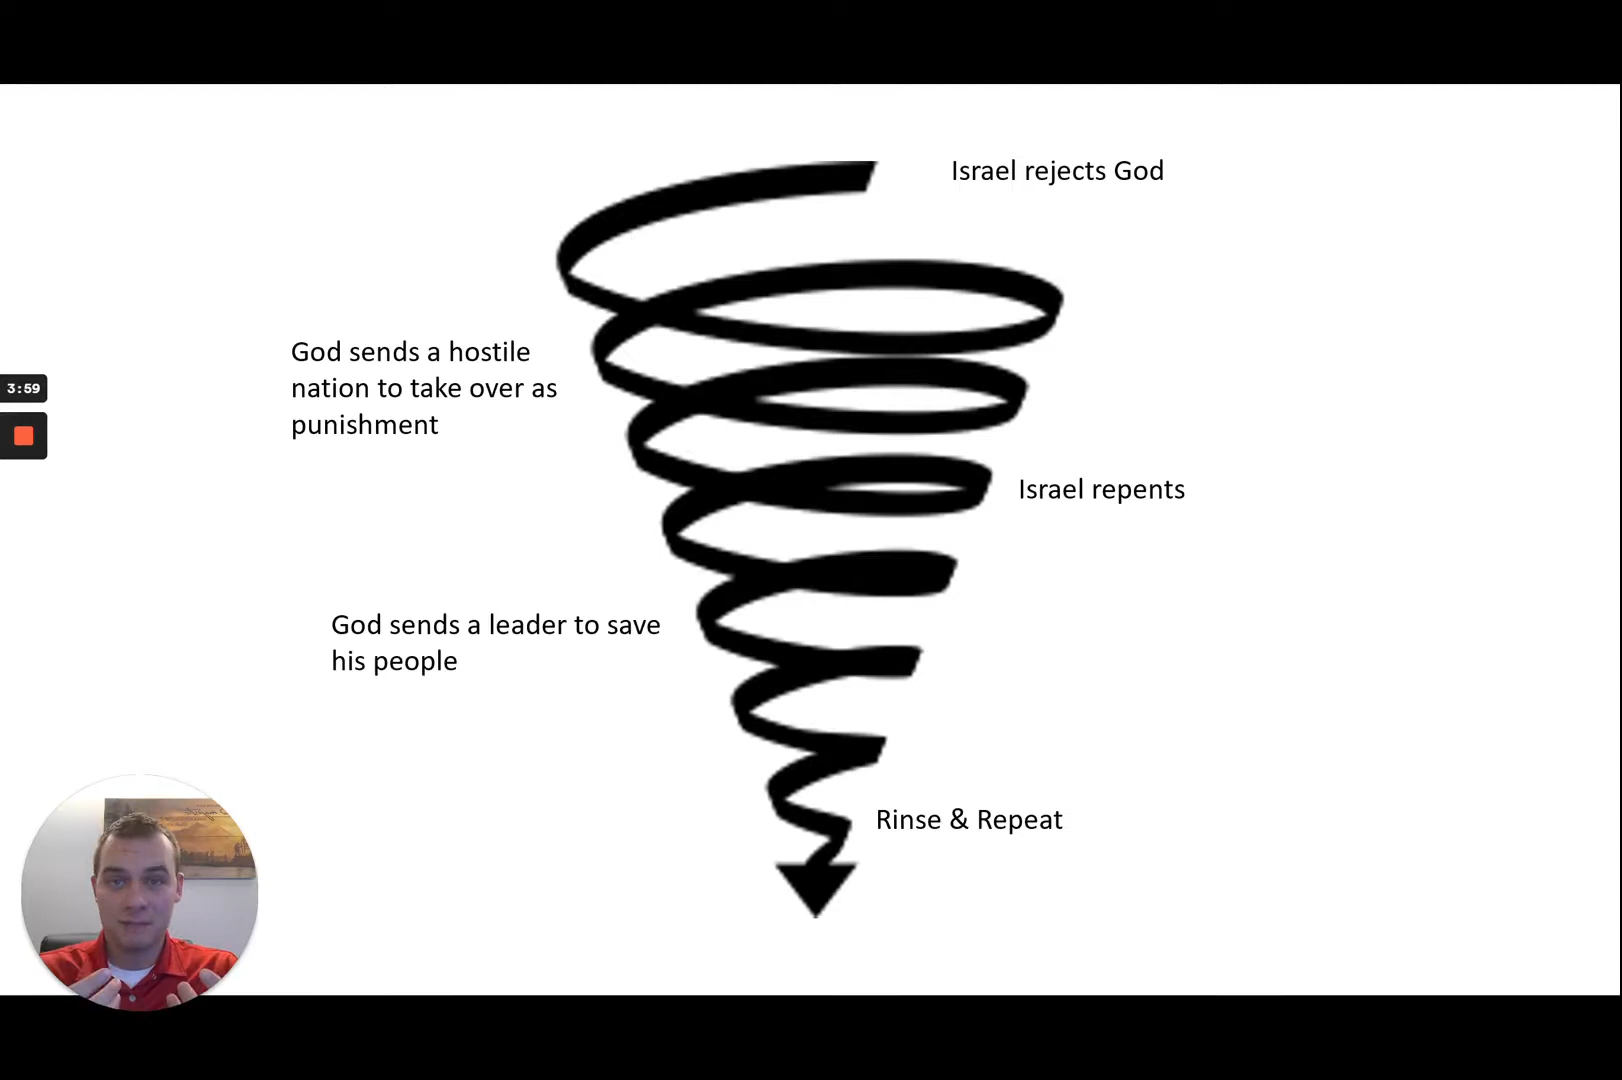 Israel rejects God
God sends a hostile
nation to take over as
punishment
3:59
Israel repents
God sends a leader to save
his people
Rinse & Repeat